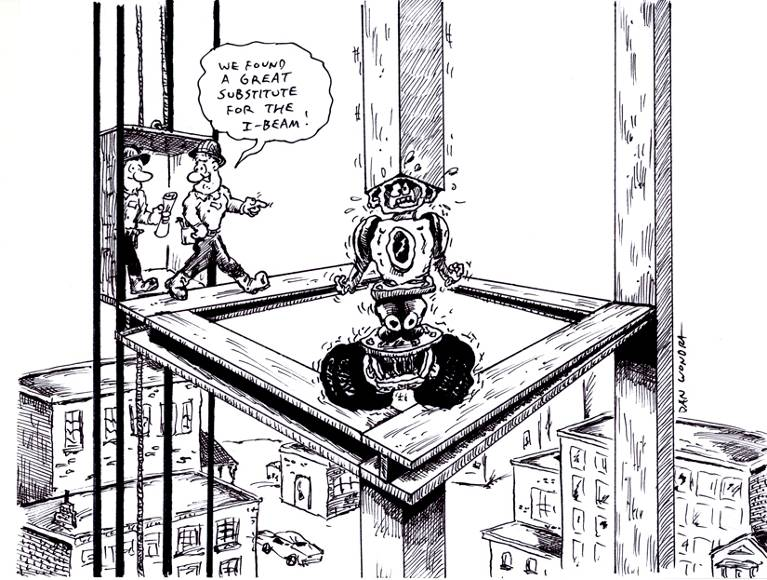 WE FOUND
A GREAT
SUBSTITUTE
FOR THE
I-BEAM!
DAN WONDRA